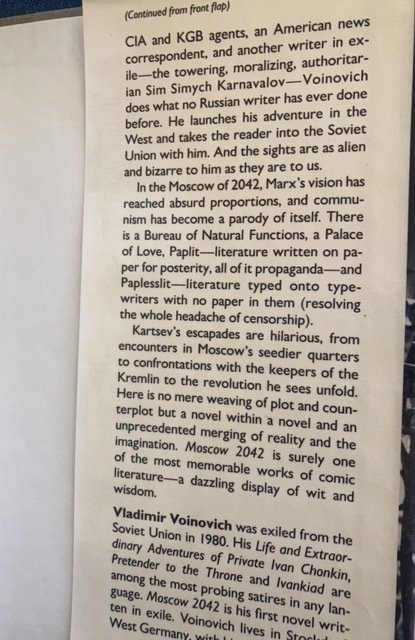 (Continued from front flap)
CIA and KGB agents, an American news
correspondent, and another writer in ex-
ile—the towering, moralizing, authoritar-
ian Sim Simych Karnavalov—Voinovich
does what no Russian writer has ever done
before. He launches his adventure in the
West and takes the reader into the Soviet
Union with him. And the sights are as alien
and bizarre to him as they are to us.
In the Moscow of 2042, Marx's vision has
reached absurd proportions, and commu-
nism has become a parody of itself. There
is a Bureau of Natural Functions, a Palace
of Love, Paplit—literature written on pa-
per for posterity, all of it propaganda—and
Paplesslit—literature typed onto type-
writers with no paper in them (resolving
the whole headache of censorship).
Kartsev's escapades are hilarious, from
encounters in Moscow's seedier quarters
to confrontations with the keepers of the
Kremlin to the revolution he sees unfold.
Here is no mere weaving of plot and coun-
terplot but a novel within a novel and an
unprecedented merging of reality and the
imagination. Moscow 2042 is surely one
of the most memorable works of comic
literature—a dazzling display of wit and
wisdom.
Vladimir Voinovich was exiled from the
Soviet Union in 1980. His Life and Extraor-
dinary Adventures of Private Ivan Chonkin,
Pretender to the Throne and Ivankiad are
among the most probing satires in any lan-
guage. Moscow 2042 is his first novel writ-
ten in exile. Voinovich lives in
West Germany, with